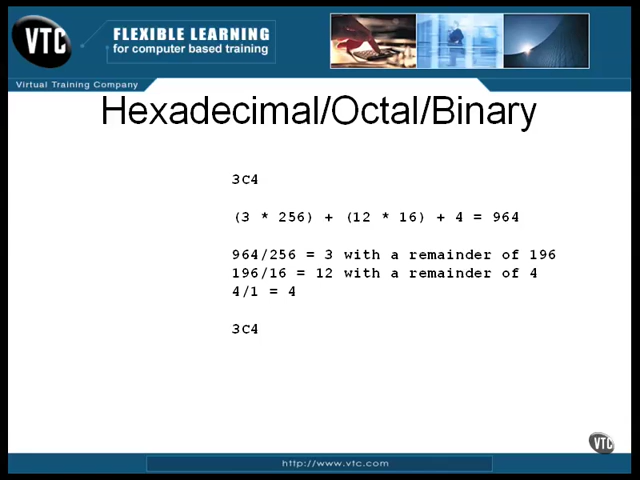 VTC
FLEXIBLE LEARNING
for computer based training
Virtual Training Company
Hexadecimal/Octal/Binary
3C4
(3 * 256) + (12 * 16) + 4 = 964
964/256 = 3 with a remainder of 196
196/16 = 12 with a remainder of 4
4/1 = 4
3C4
VTC
http://www.vtc.com